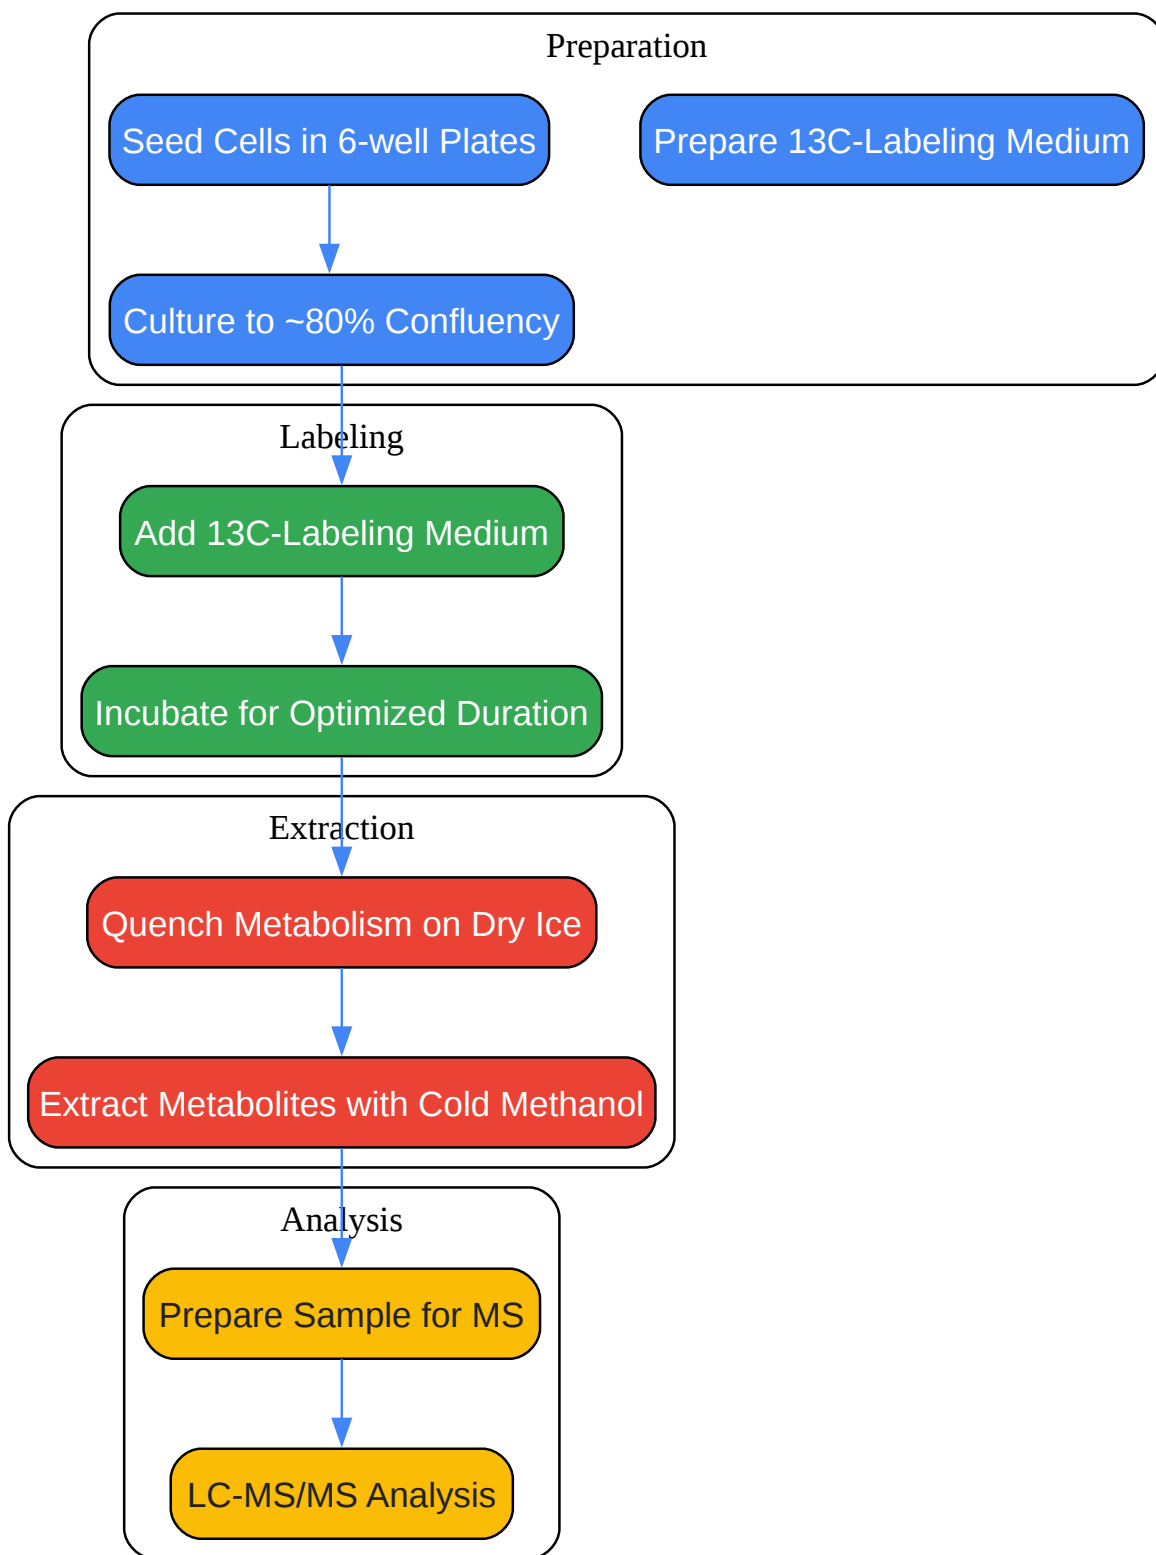 Preparation
Seed Cells in 6-well Plates
Prepare 13C-Labeling Medium
Culture to ~80% Confluency
Labeling
Add 13C-Labeling Medium
Incubate for Optimized Duration
Extraction
Quench Metabolism on Dry Ice
Extract Metabolites with Cold Methanol
Analysis
Prepare Sample for MS
LC-MS/MS Analysis